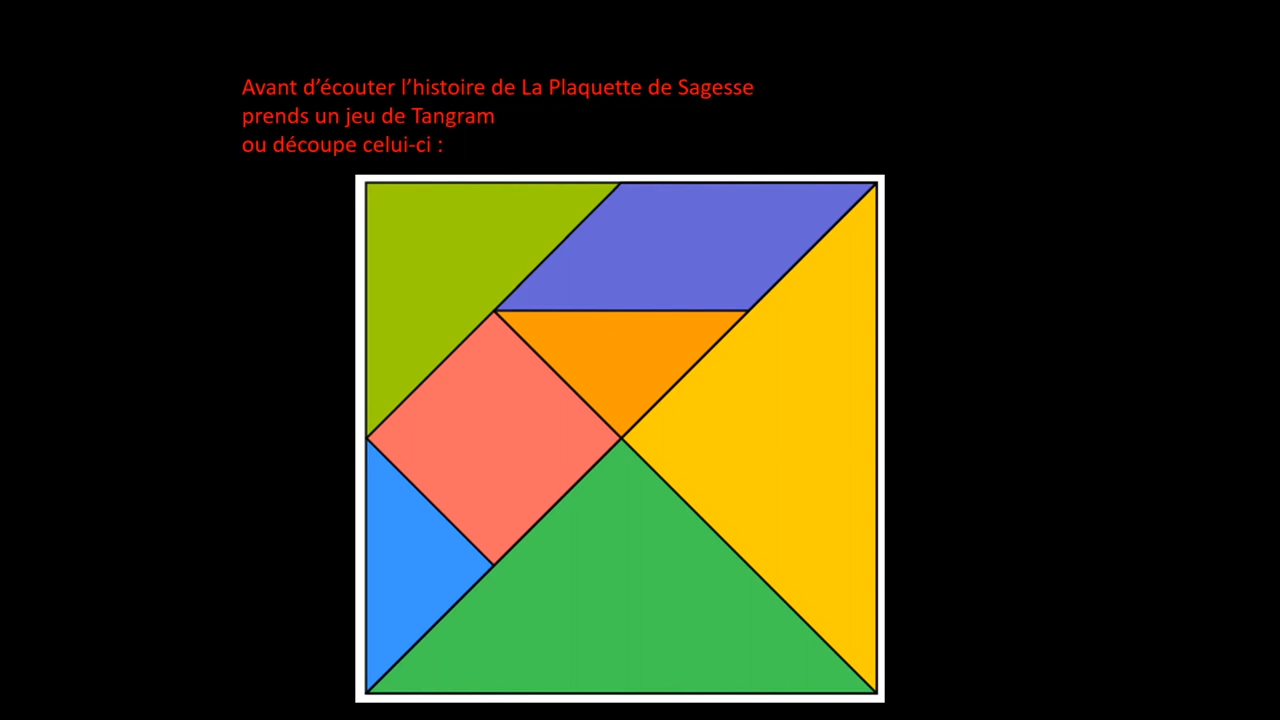 Avant d’écouter l’histoire de La Plaquette de Sagesse
prends un jeu de Tangram
ou découpe celui-ci :